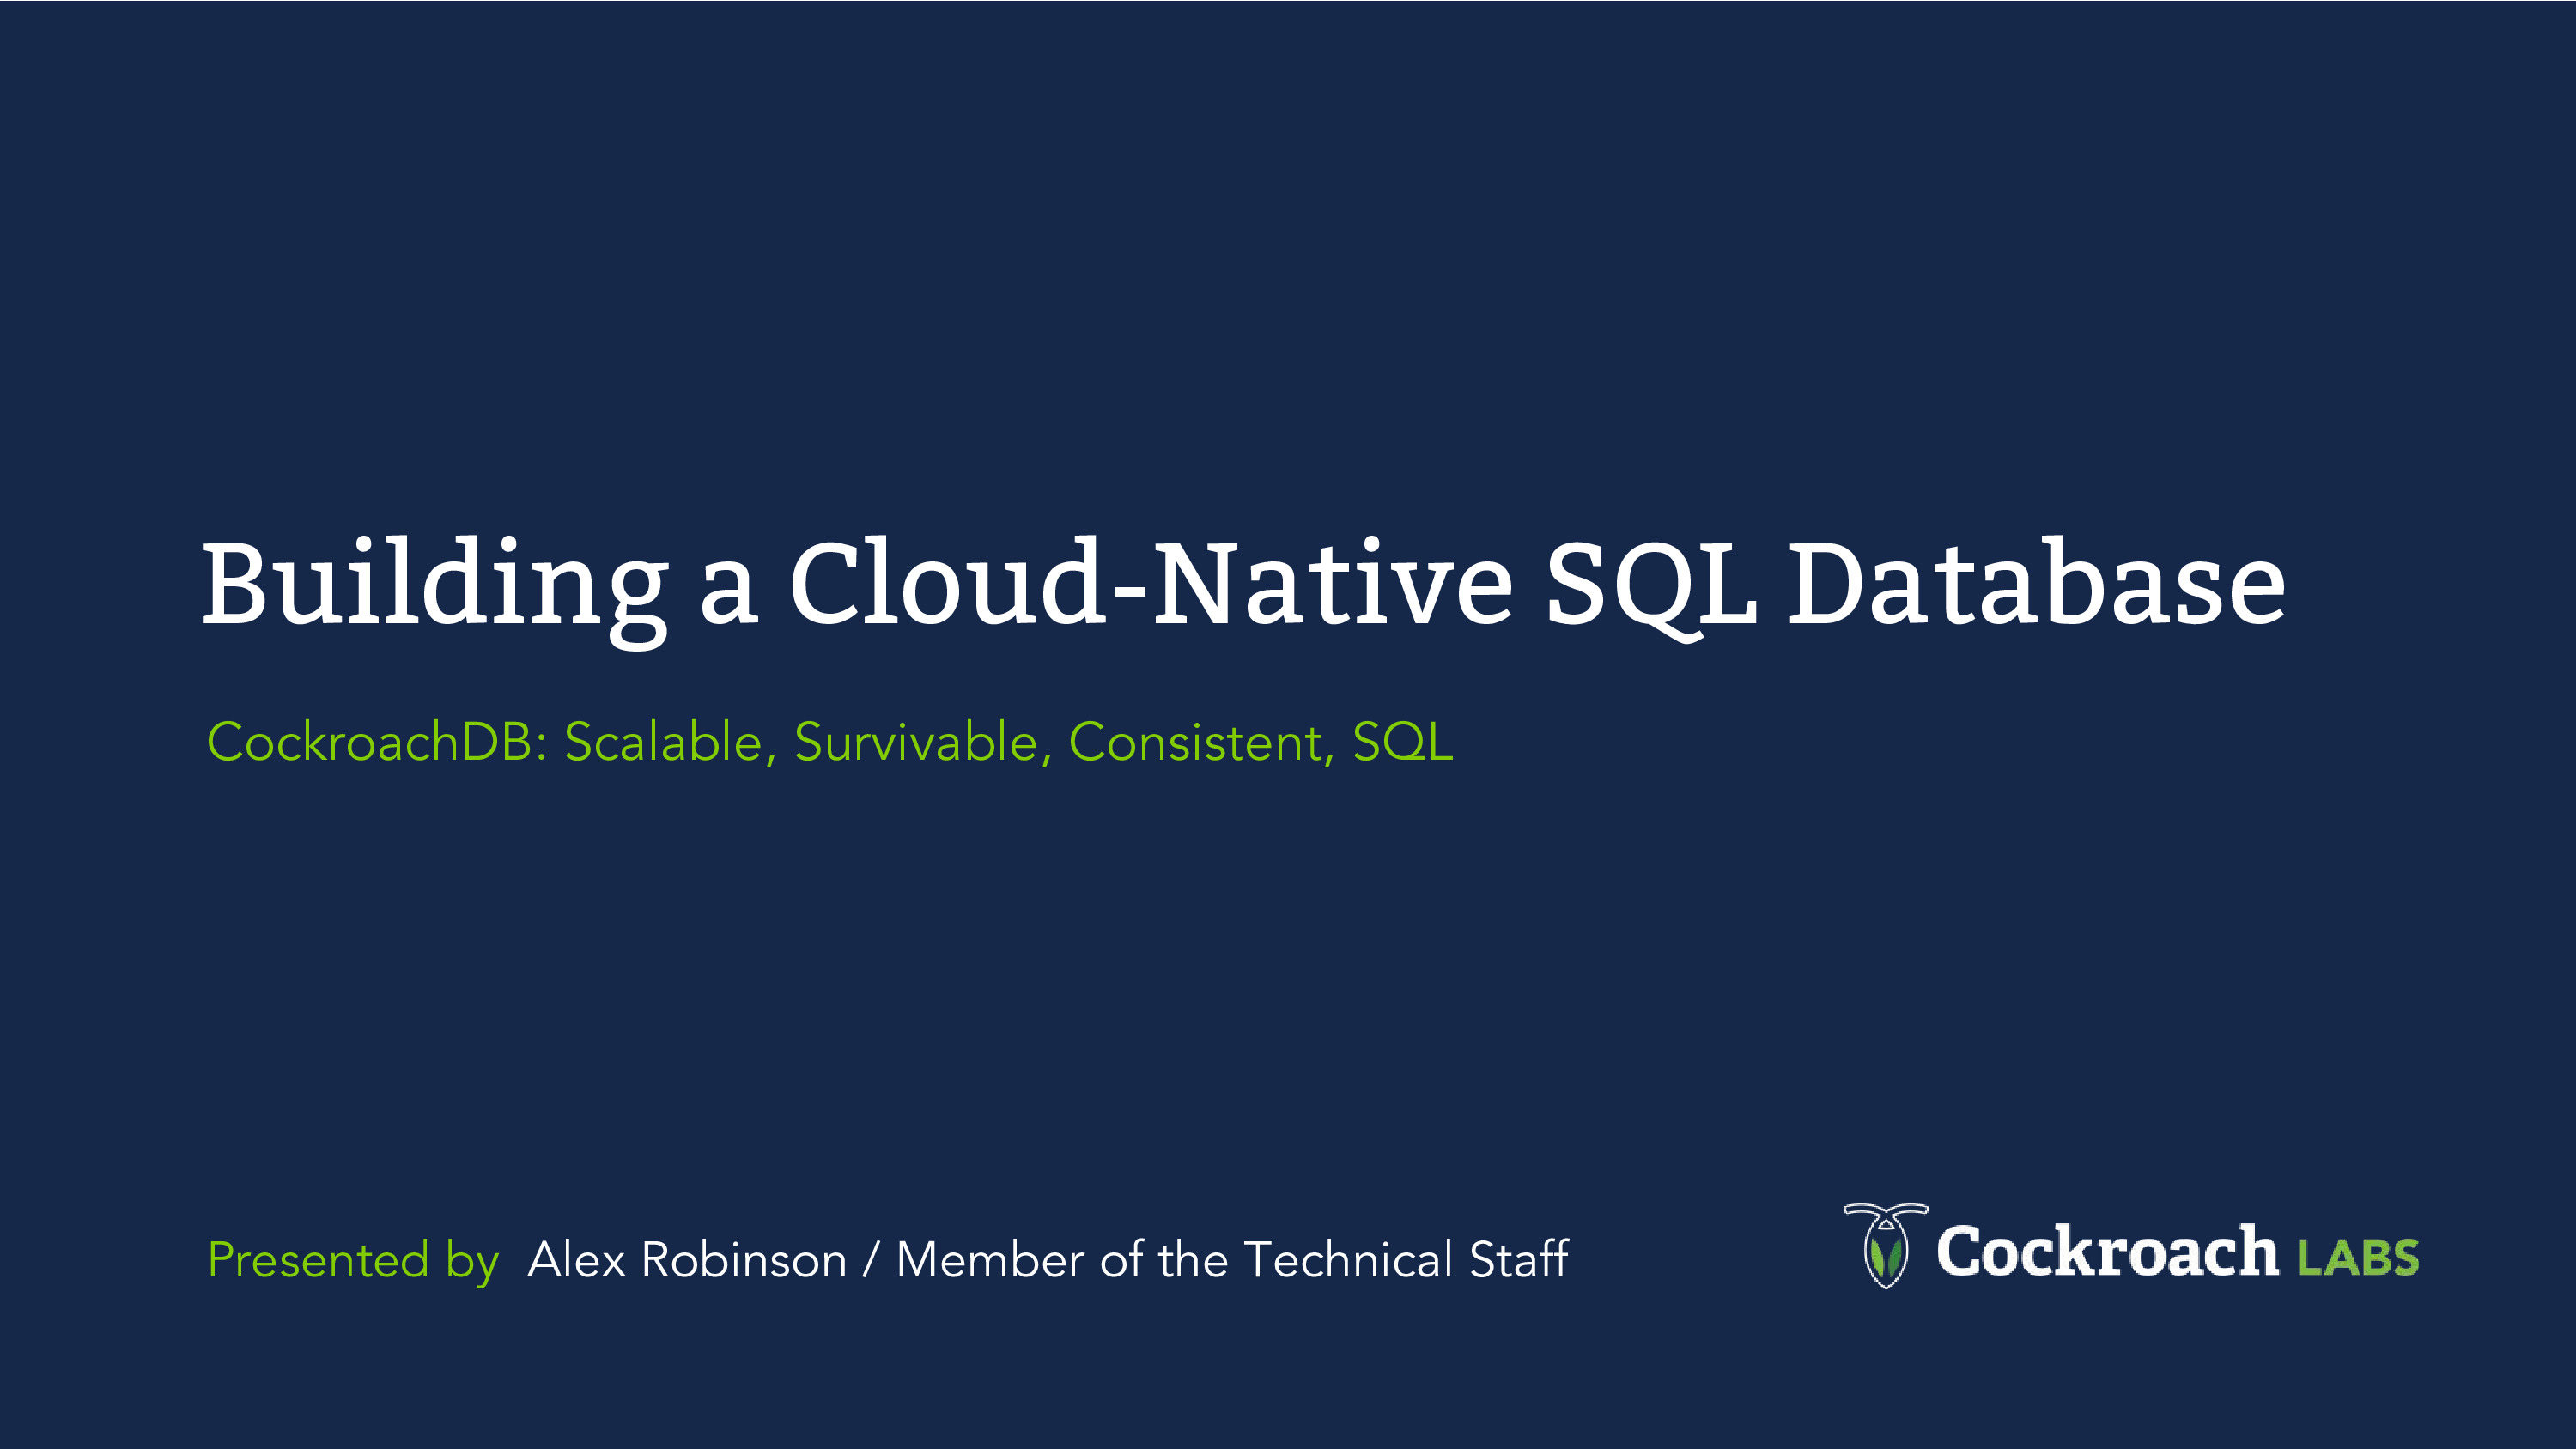 Building a Cloud-Native SQL Database
CockroachDB: Scalable, Survivable, Consistent, SQL
Presented by Alex Robinson / Member of the Technical Staff
Cockroach LABS